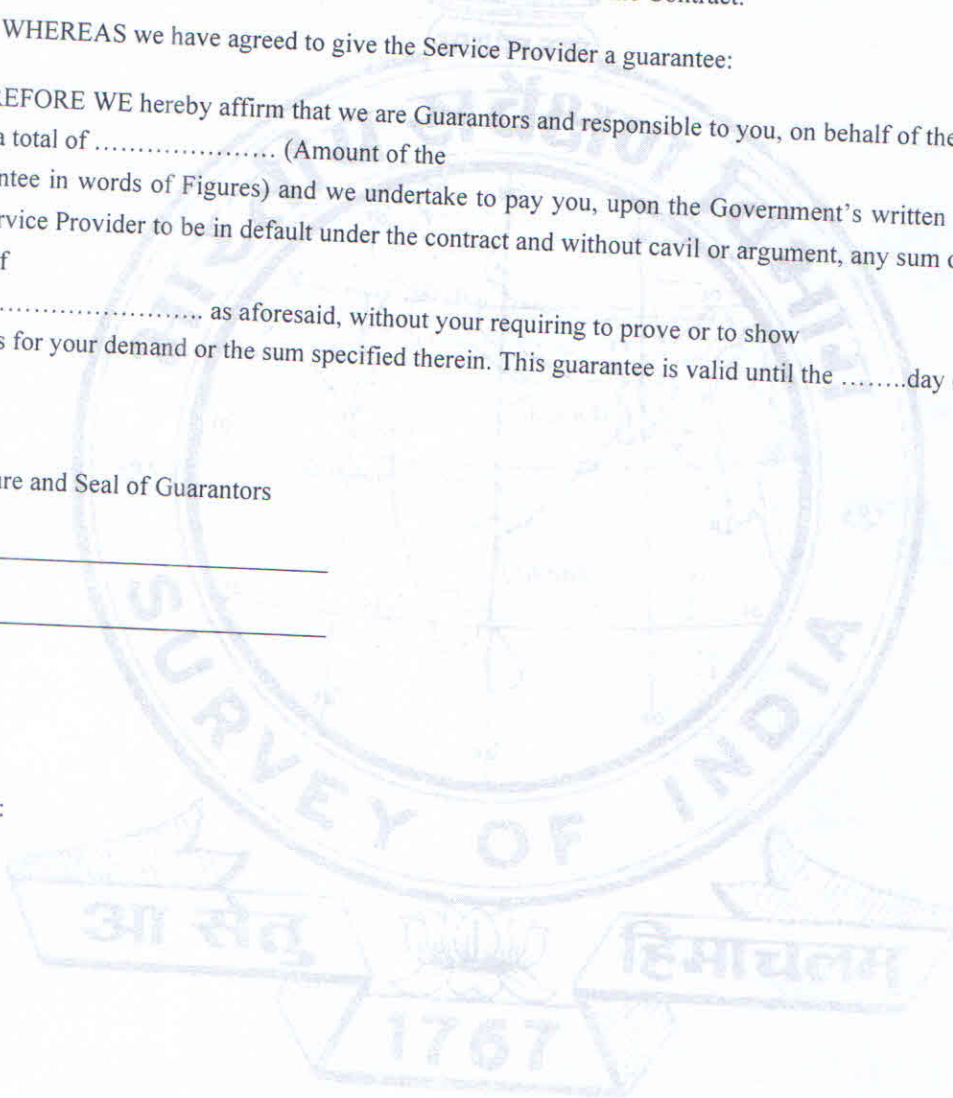 Contract.
WHEREAS we have agreed to give the Service Provider a guarantee:
REFORE WE hereby affirm that we are Guarantors and responsible to you, on behalf of the
a total of ..................... (Amount of the
ntee in words of Figures) and we undertake to pay you, upon the Government's written
rvice Provider to be in default under the contract and without cavil or argument, any sum
f
........................ as aforesaid, without your requiring to prove or to show
s for your demand or the sum specified therein. This guarantee is valid until the ........day
ure and Seal of Guarantors
:
भारतीय सर्वेक्षण विभाग
SURVEY OF INDIA
आ सेतु हिमाचलम
1767